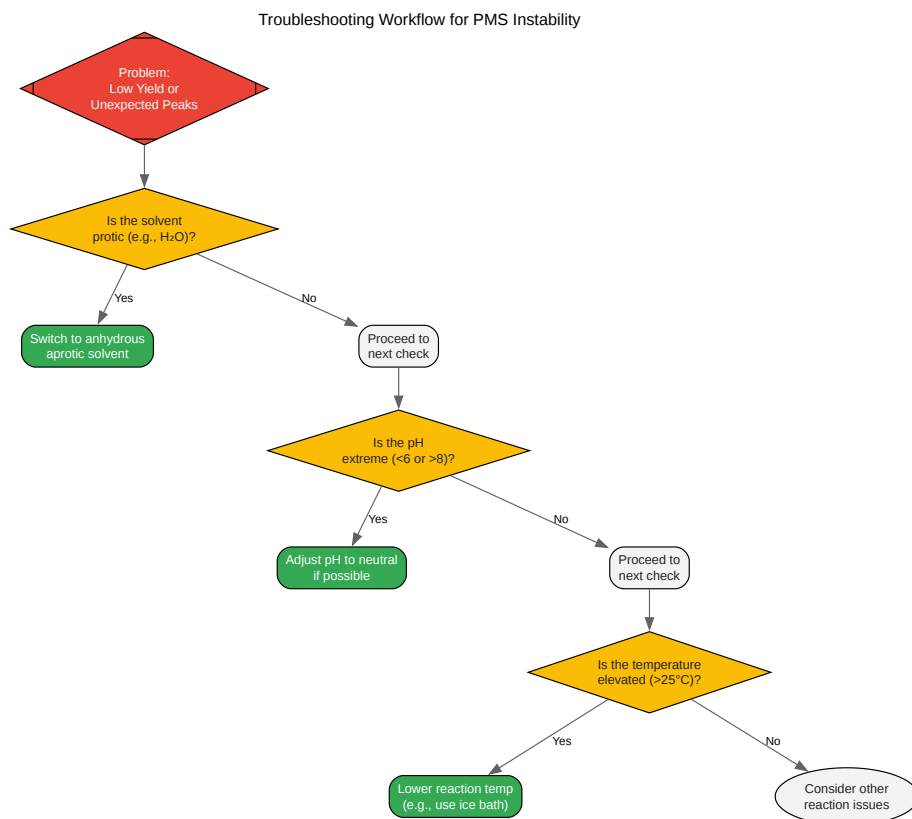 Troubleshooting Workflow for PMS Instability
Problem:
Low Yield or
Unexpected Peaks
Is the solvent
protic (e.g., H₂O)?
Yes
No
Switch to anhydrous
aprotic solvent
Proceed to
next check
Is the pH
extreme (<6 or >8)?
Yes
No
Adjust pH to neutral
if possible
Proceed to
next check
Is the temperature
elevated (>25°C)?
Yes
No
Lower reaction temp
(e.g., use ice bath)
Consider other
reaction issues